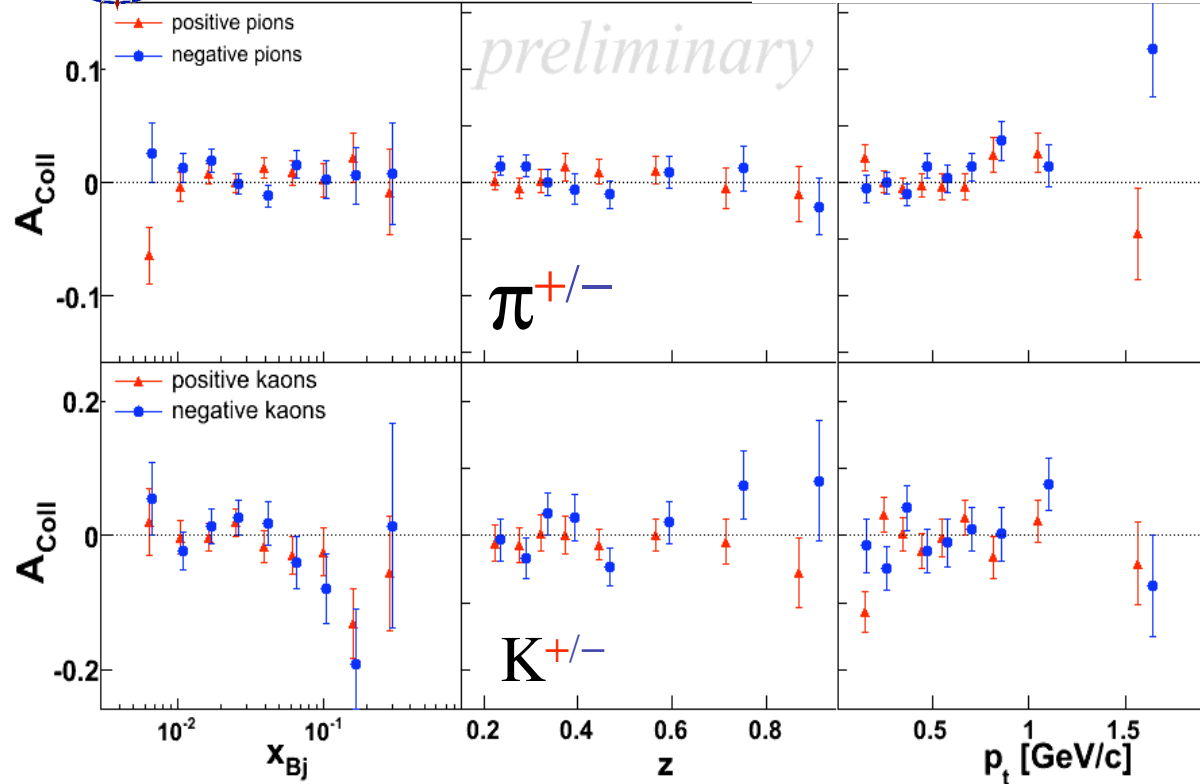 positive pions
negative pions
preliminary
0.1
0
-0.1
A_Coll
π+/−
positive kaons
negative kaons
0.2
0
-0.2
A_Coll
K+/−
10^-2 10^-1
x_Bj
0.2 0.4 0.6 0.8
z
0.5 1 1.5
p_t [GeV/c]